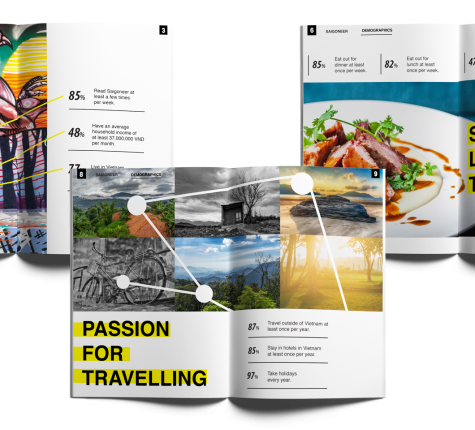 3
85% Read Saigoneer at
least a few times
per week.
48% Have an average
household income of
at least 37,000,000 VND
per month
77 Live in Vietnam
6 SAIGONEER DEMOGRAPHICS
85% Eat out for
dinner at least
once per week.
82% Eat out for
lunch at least
once per week.
47
S
L
T
8 SAIGONEER DEMOGRAPHICS 9
PASSION
FOR
TRAVELLING
87% Travel outside of Vietnam at
least once per year.
85% Stay in hotels in Vietnam
at least once per year
97% Take holidays
every year.